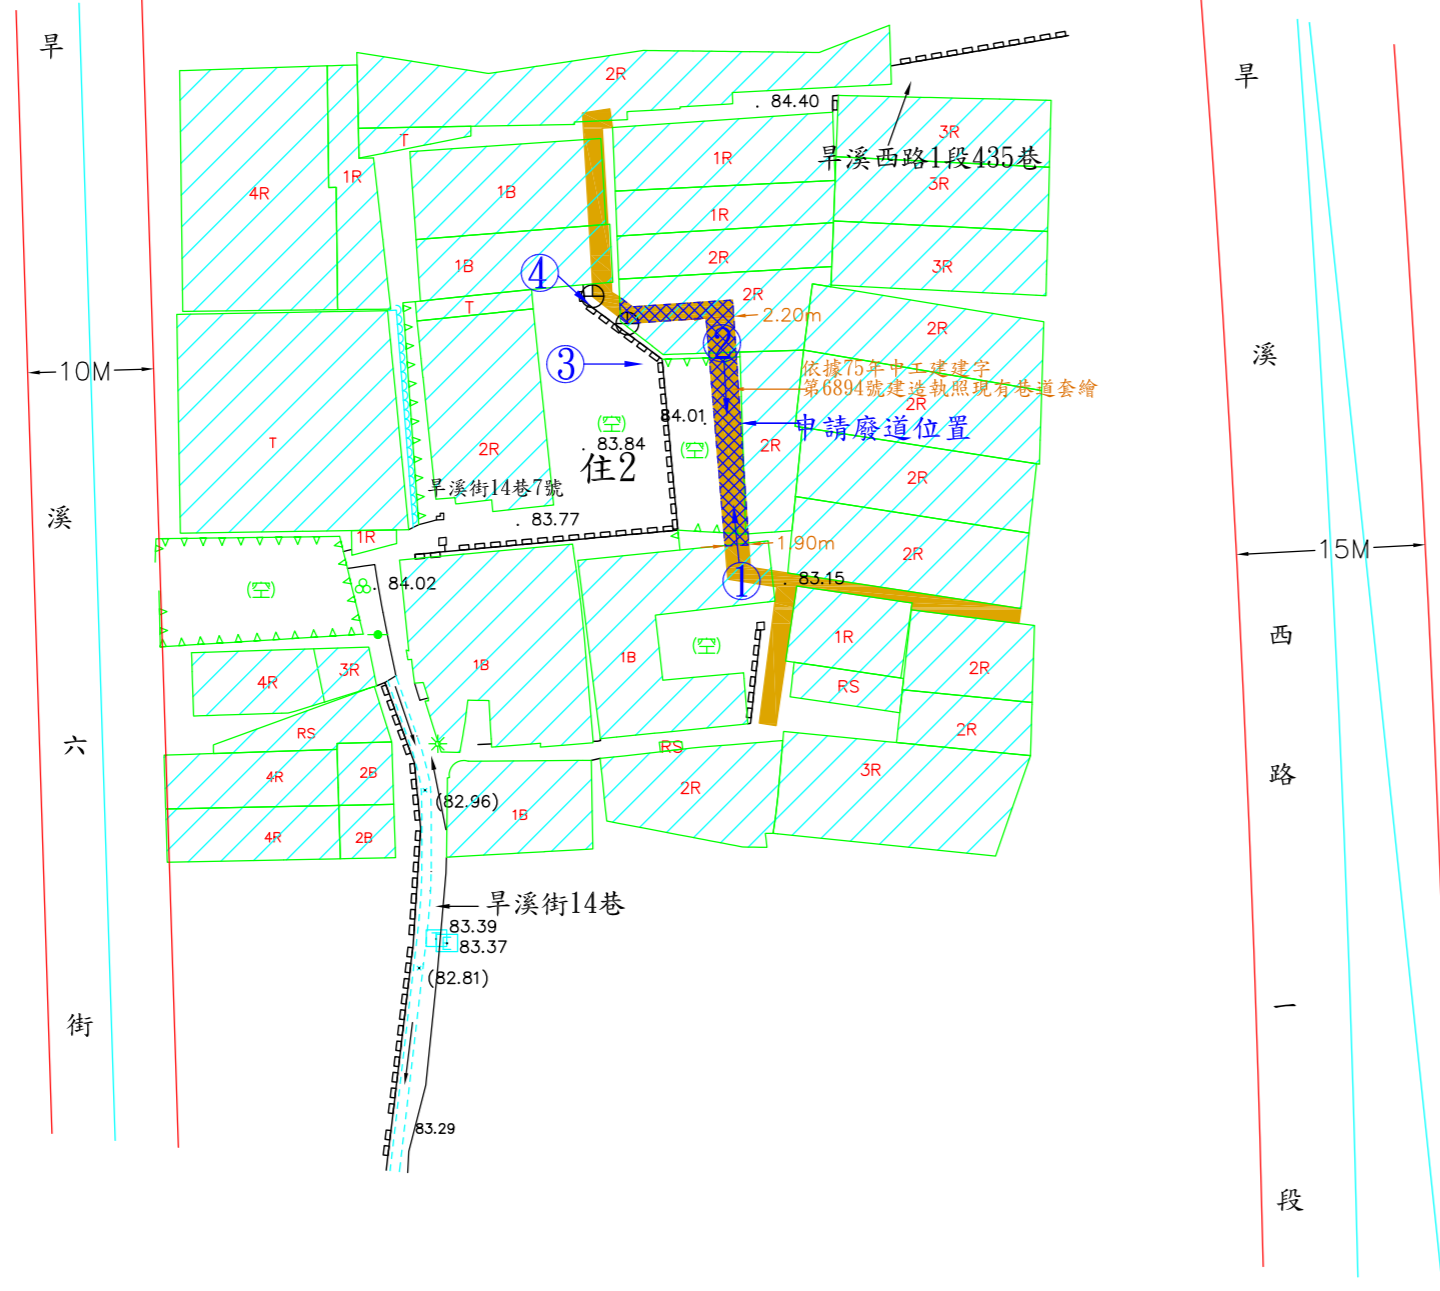 旱溪六街
旱溪西路一段
10M
15M
2R
84.40
旱溪西路1段435巷
T
1R
4R
1B
1R
3R
3R
1R
1B
2R
3R
T
2R
④
2.20m
2R
②
③
依據75年中工建建字
第6894號建造執照現有巷道套繪
2R
84.01
申請廢道位置
T
2R
83.84
2R
住2
2R
旱溪街14巷7號
83.77
1R
1.90m
2R
84.02
①
83.15
4R
3R
1B
1B
1R
2R
RS
RS
RS
2R
4R
2B
2R
3R
(82.96)
1B
4R
2B
旱溪街14巷
83.39
83.37
(82.81)
83.29